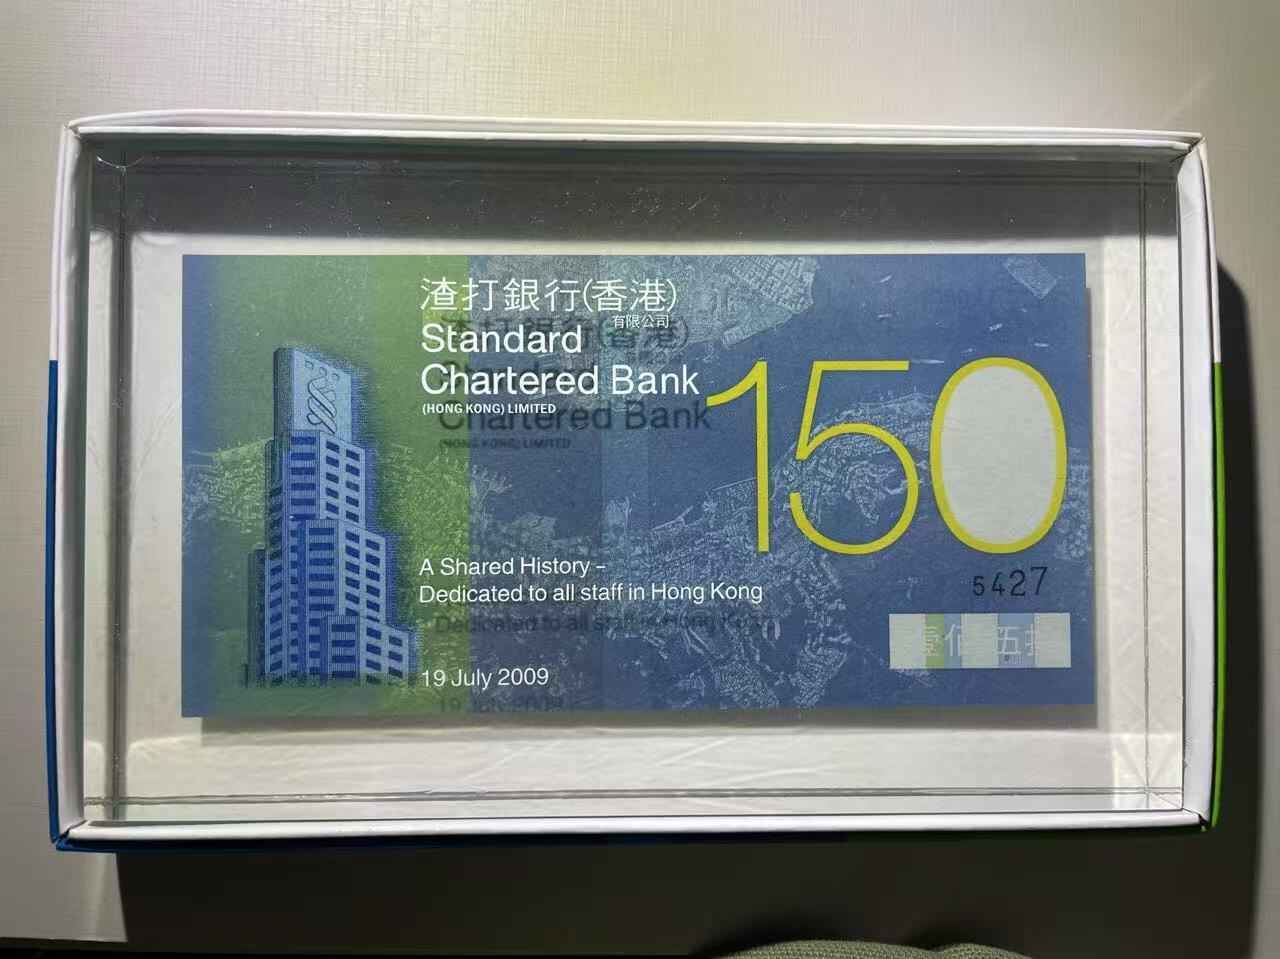 渣打銀行(香港)
有限公司
Standard
Chartered Bank
(HONG KONG) LIMITED
150
A Shared History –
Dedicated to all staff in Hong Kong
5427
壹佰五拾
19 July 2009